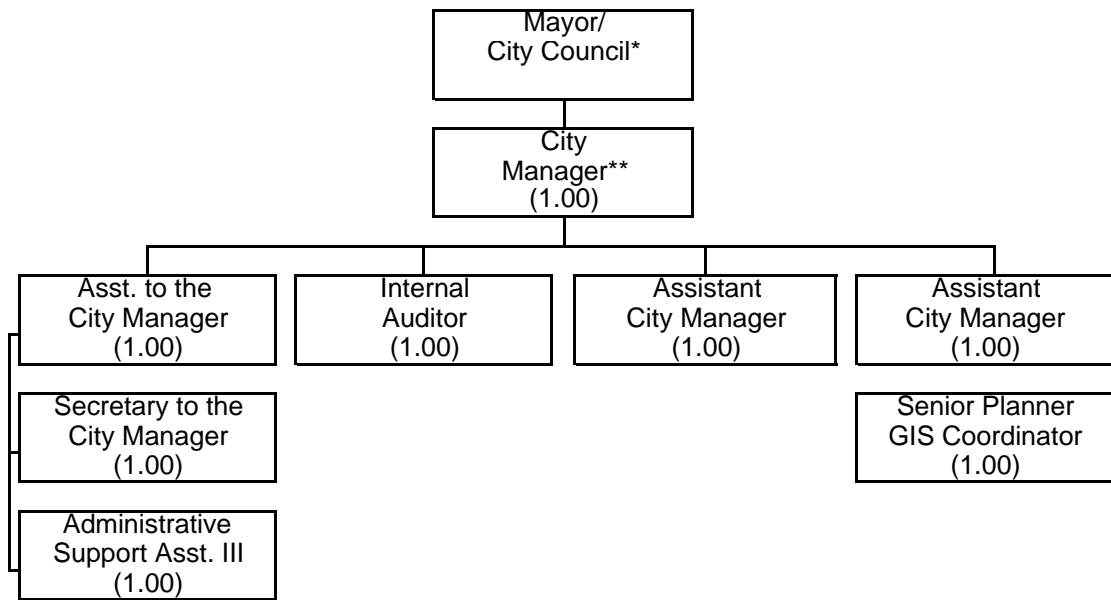 Mayor/
City Council*
City
Manager**
(1.00)
Asst. to the
City Manager
(1.00)
Internal
Auditor
(1.00)
Assistant
City Manager
(1.00)
Assistant
City Manager
(1.00)
Secretary to the
City Manager
(1.00)
Senior Planner
GIS Coordinator
(1.00)
Administrative
Support Asst. III
(1.00)